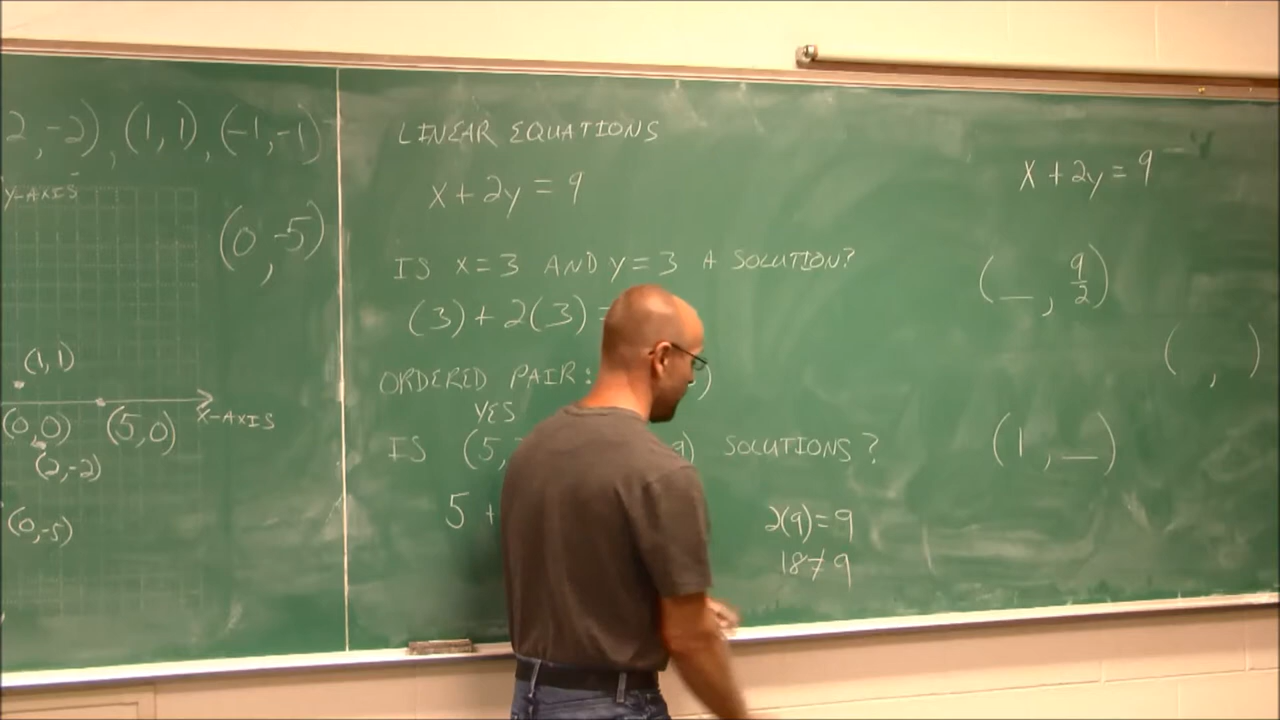 2, -2), (1, 1), (-1, -1)
Y-AXIS
(0, -5)
(1, 1)
X-AXIS
(0, 0)
(5, 0)
(2, -2)
(0, -5)
LINEAR EQUATIONS
x + 2y = 9
IS x = 3 AND y = 3 A SOLUTION?
(3) + 2(3) =
ORDERED PAIR: )
YES
IS (5, 9) SOLUTIONS?
5 +
2(9) = 9
18 ≠ 9
x + 2y = 9
(__, 9/2)
( , )
(1, __)